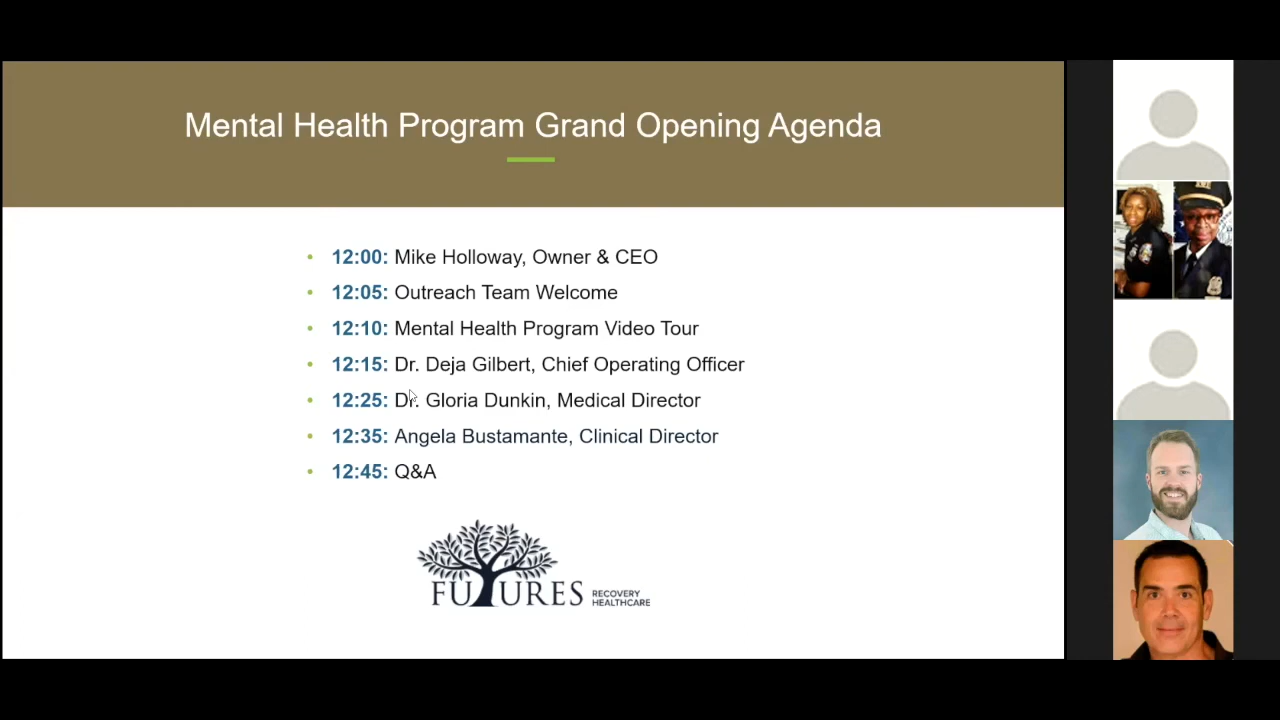 Mental Health Program Grand Opening Agenda
• 12:00: Mike Holloway, Owner & CEO
• 12:05: Outreach Team Welcome
• 12:10: Mental Health Program Video Tour
• 12:15: Dr. Deja Gilbert, Chief Operating Officer
• 12:25: Dr. Gloria Dunkin, Medical Director
• 12:35: Angela Bustamante, Clinical Director
• 12:45: Q&A
FUTURES RECOVERY
HEALTHCARE